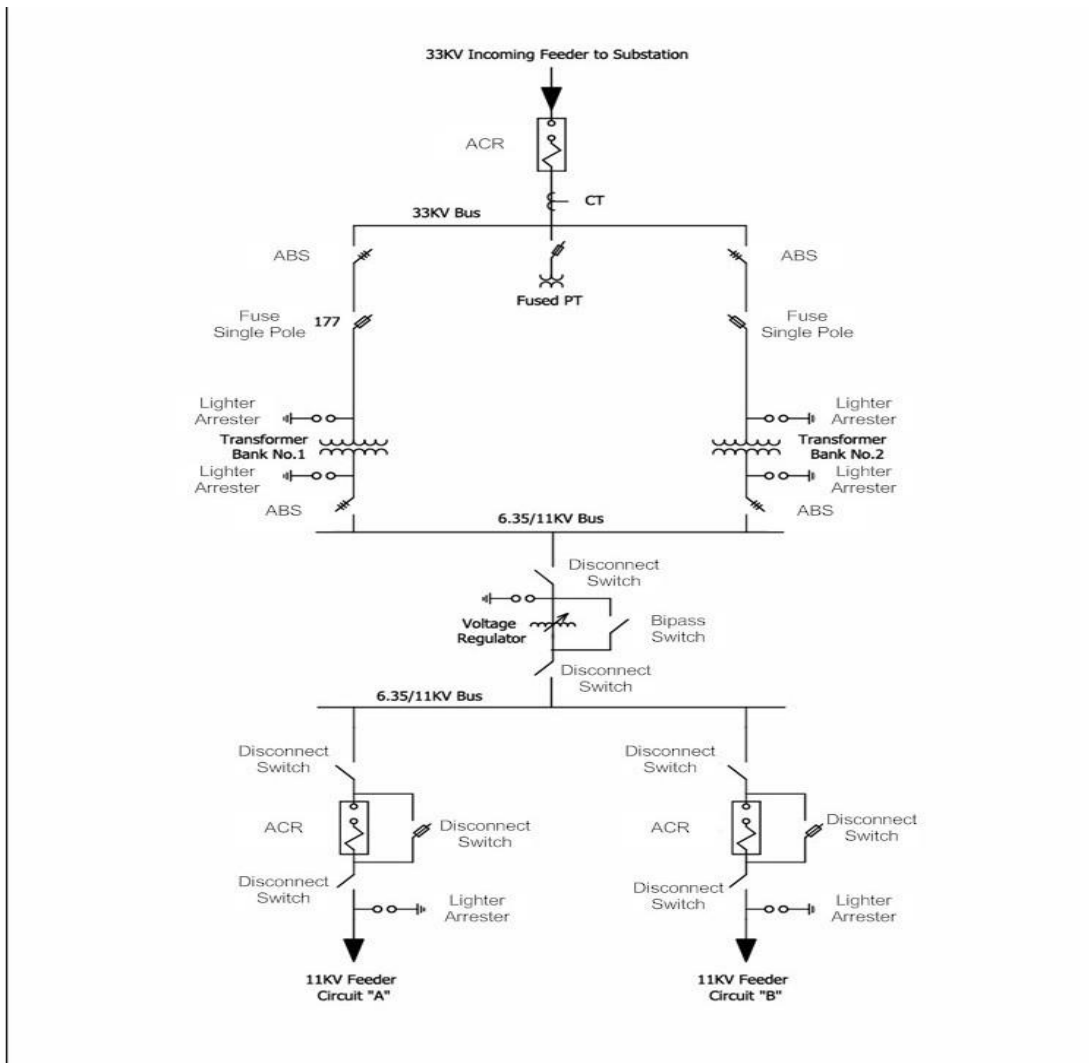 33KV Incoming Feeder to Substation
ACR
CT
33KV Bus
ABS
ABS
Fused PT
Fuse
Single Pole
177
Fuse
Single Pole
Lighter
Arrester
Lighter
Arrester
Transformer
Bank No.1
Transformer
Bank No.2
Lighter
Arrester
Lighter
Arrester
ABS
ABS
6.35/11KV Bus
Disconnect
Switch
Voltage
Regulator
Bipass
Switch
Disconnect
Switch
6.35/11KV Bus
Disconnect
Switch
Disconnect
Switch
ACR
Disconnect
Switch
ACR
Disconnect
Switch
Disconnect
Switch
Disconnect
Switch
Lighter
Arrester
Lighter
Arrester
11KV Feeder
Circuit "A"
11KV Feeder
Circuit "B"